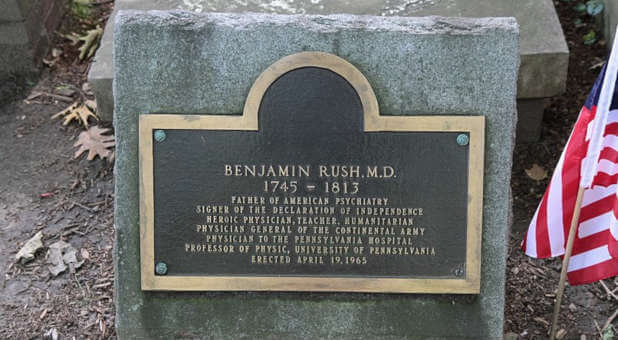 BENJAMIN RUSH, M.D.
1745 - 1813
FATHER OF AMERICAN PSYCHIATRY
SIGNER OF THE DECLARATION OF INDEPENDENCE
HEROIC PHYSICIAN, TEACHER, HUMANITARIAN
PHYSICIAN GENERAL OF THE CONTINENTAL ARMY
PHYSICIAN TO THE PENNSYLVANIA HOSPITAL
PROFESSOR OF PHYSIC, UNIVERSITY OF PENNSYLVANIA
ERECTED APRIL 19, 1965